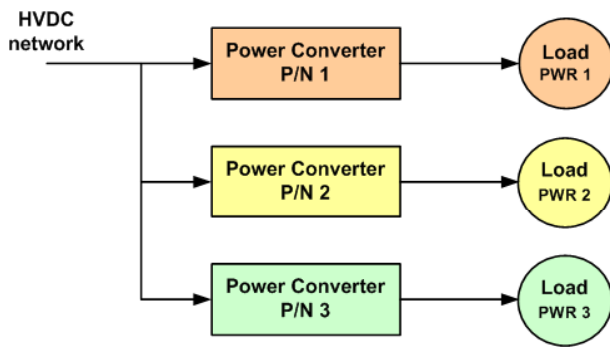 HVDC
network
Power Converter
P/N 1
Load
PWR 1
Power Converter
P/N 2
Load
PWR 2
Power Converter
P/N 3
Load
PWR 3